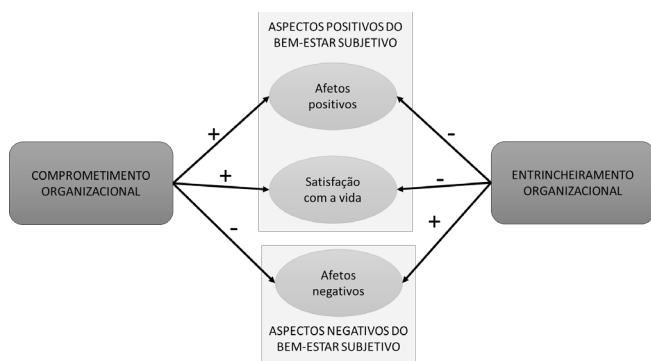 ASPECTOS POSITIVOS DO
BEM-ESTAR SUBJETIVO
Afetos
positivos
+
-
COMPROMETIMENTO
ORGANIZACIONAL
+
Satisfação
com a vida
-
ENTRINCHEIRAMENTO
ORGANIZACIONAL
-
+
Afetos
negativos
ASPECTOS NEGATIVOS DO
BEM-ESTAR SUBJETIVO